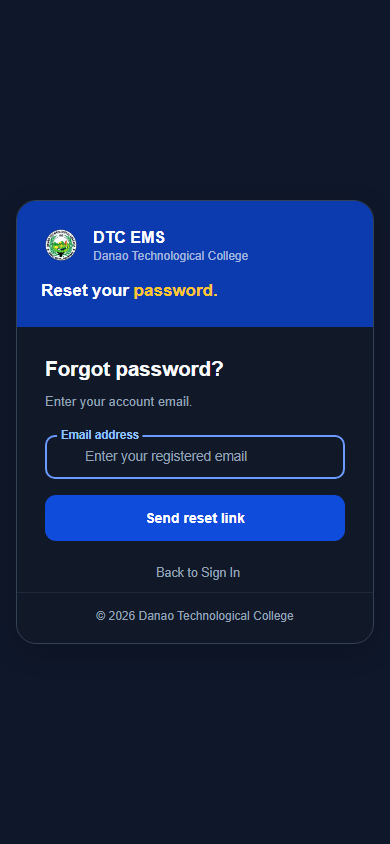 DTC EMS
Danao Technological College
Reset your password.
Forgot password?
Enter your account email.
Email address
Enter your registered email
Send reset link
Back to Sign In
© 2026 Danao Technological College